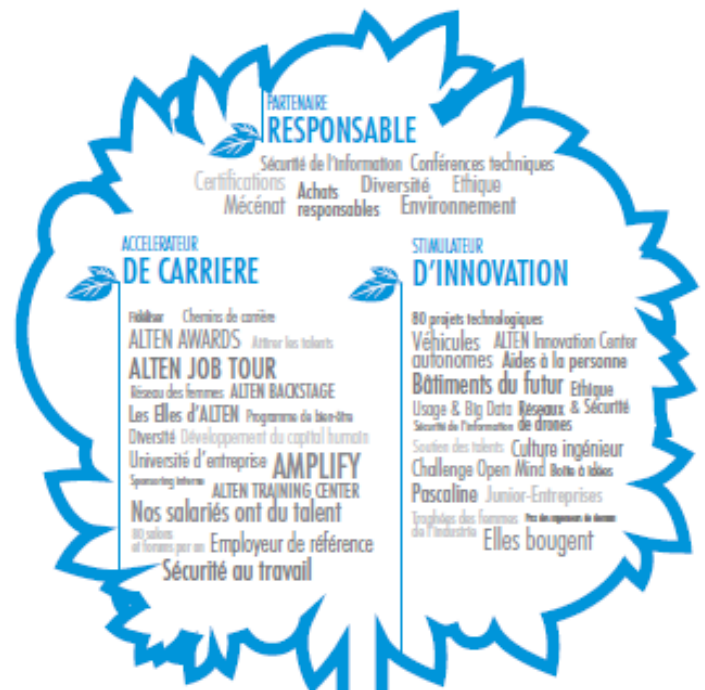 PARTENAIRE
RESPONSABLE
Sécurité de l'information Conférences techniques
Certifications Achats Diversité Ethique
Mécénat responsables Environnement
ACCELERATEUR
DE CARRIERE
Fidéliser Chemins de carrière
ALTEN AWARDS Attirer les talents
ALTEN JOB TOUR
Réseau des femmes ALTEN BACKSTAGE
Les Elles d'ALTEN Programme de bien-être
Diversité Développement du capital humain
Université d'entreprise AMPLIFY
Sponsoring interne ALTEN TRAINING CENTER
Nos salariés ont du talent
80 salons
et forums par an Employeur de référence
Sécurité au travail
STIMULATEUR
D'INNOVATION
80 projets technologiques
Véhicules ALTEN Innovation Center
autonomes Aides à la personne
Bâtiments du futur Ethique
Usage & Big Data Réseaux & Sécurité
Sécurité de l'information de drones
Soutien des talents Culture ingénieur
Challenge Open Mind Boite à idées
Pascaline Junior-Entreprises
Trophées des femmes Prix des ingénieurs de demain
de l'industrie Elles bougent